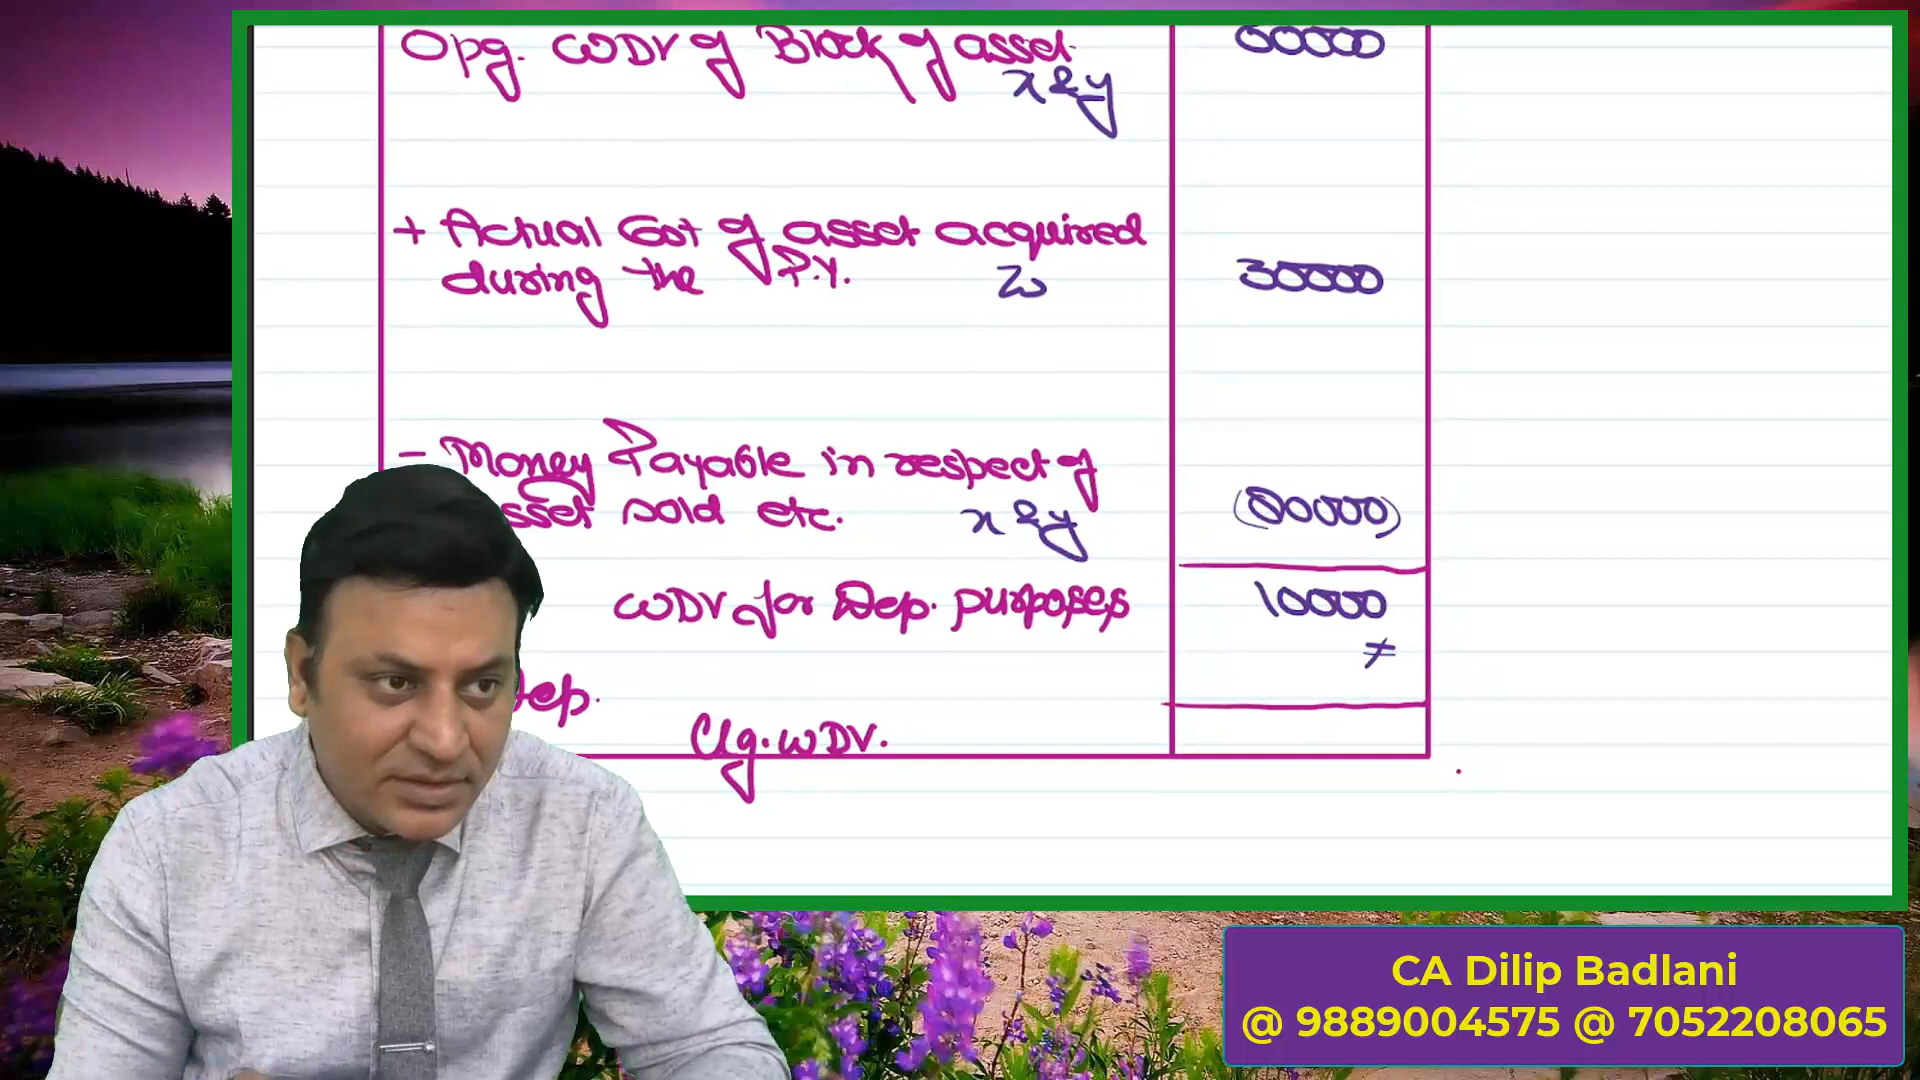 Opg. WDV of Block of asset 60000
x & y
+ Actual Cost of asset acquired
during the P.Y. Z 30000
- Money Payable in respect of
asset sold etc. x & y (80000)
WDV for Dep. purposes 10000
Dep.
Clg. WDV.
CA Dilip Badlani
@ 9889004575 @ 7052208065